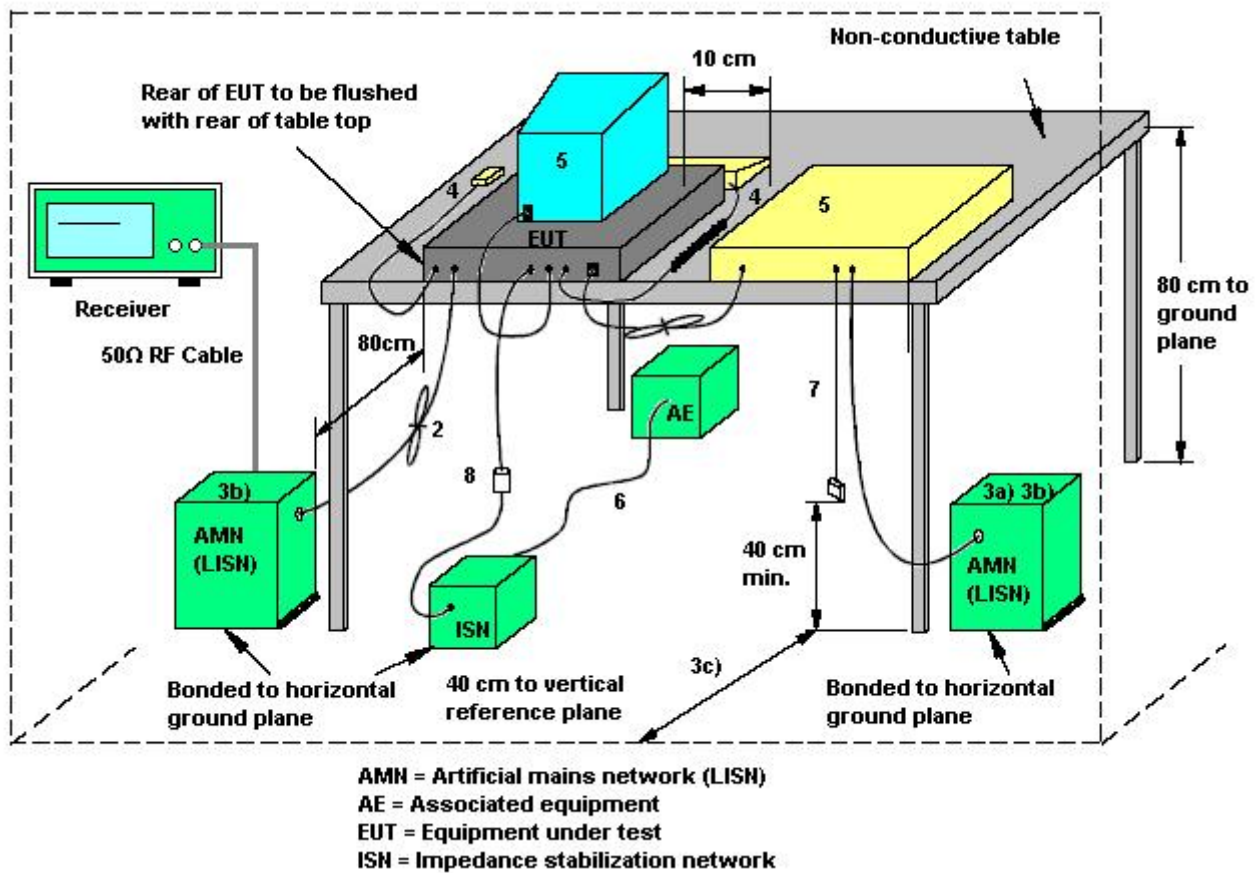 Non-conductive table
10 cm
Rear of EUT to be flushed
with rear of table top
5
4
4
5
EUT
Receiver
50Ω RF Cable
80cm
80 cm to
ground
plane
AE
7
2
8
6
3b)
AMN
(LISN)
3a) 3b)
AMN
(LISN)
40 cm
min.
ISN
3c)
Bonded to horizontal
ground plane
40 cm to vertical
reference plane
Bonded to horizontal
ground plane
AMN = Artificial mains network (LISN)
AE = Associated equipment
EUT = Equipment under test
ISN = Impedance stabilization network